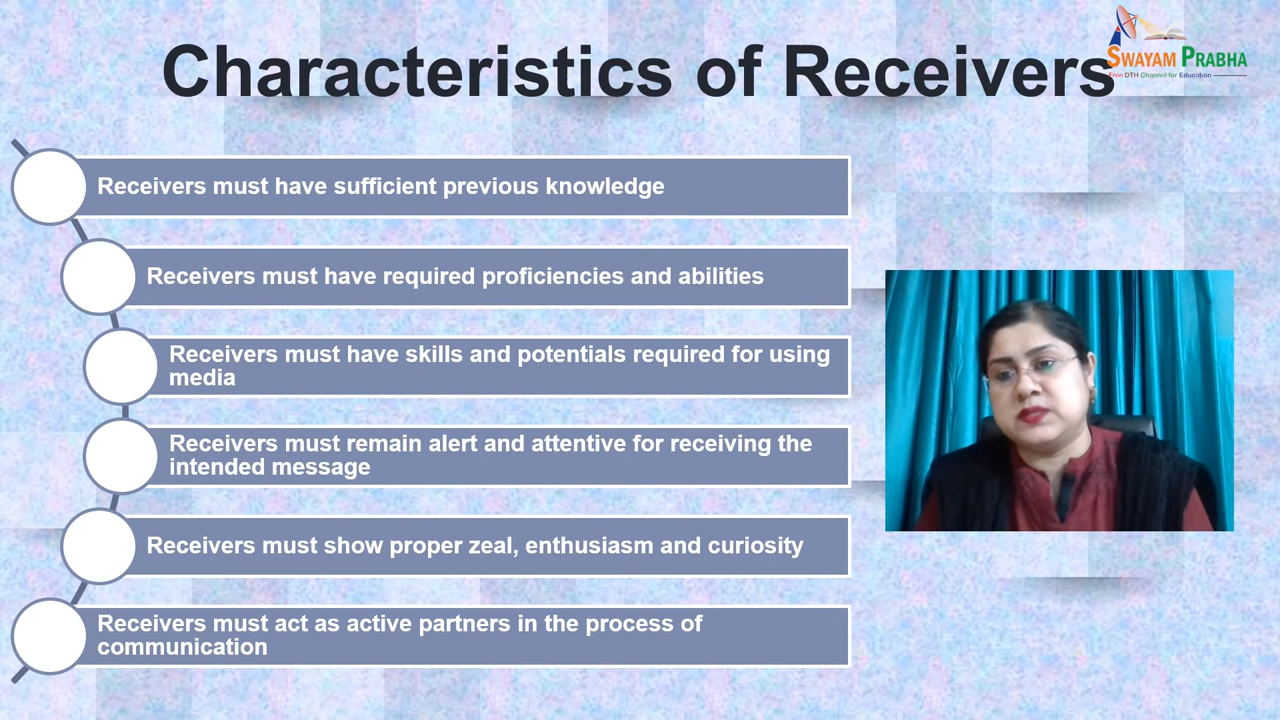 Characteristics of Receivers
SWAYAM PRABHA
Free DTH Channel for Education
Receivers must have sufficient previous knowledge
Receivers must have required proficiencies and abilities
Receivers must have skills and potentials required for using
media
Receivers must remain alert and attentive for receiving the
intended message
Receivers must show proper zeal, enthusiasm and curiosity
Receivers must act as active partners in the process of
communication